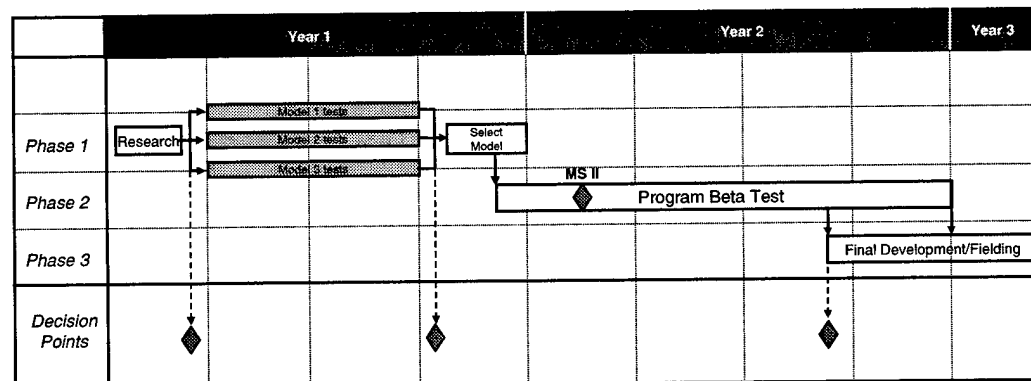 Year 1
Year 2
Year 3
Phase 1
Research
Model 1 tests
Model 2 tests
Model 3 tests
Select
Model
MS II
Phase 2
Program Beta Test
Phase 3
Final Development/Fielding
Decision
Points